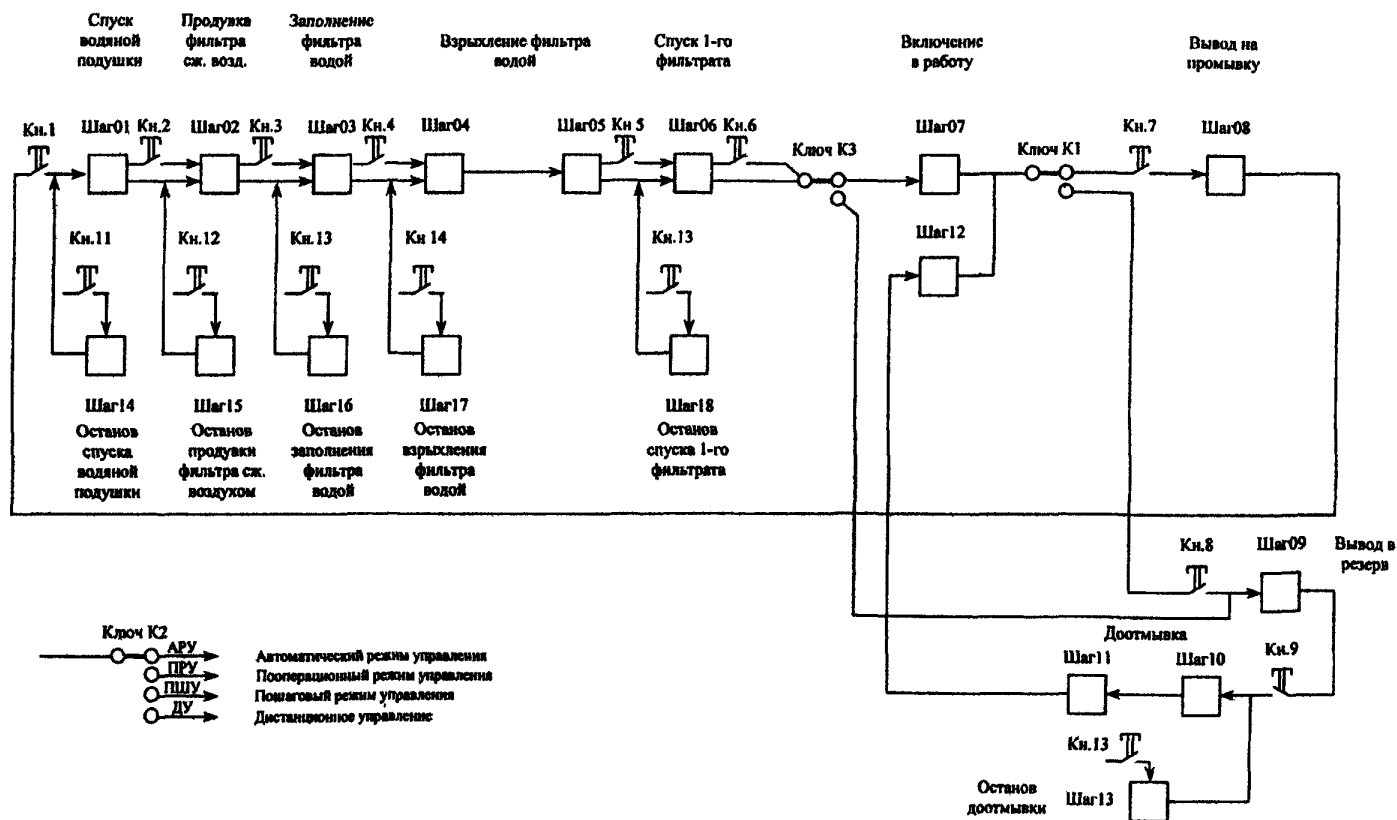 Спуск
водяной
подушки
Продувка
фильтра
сж. возд.
Заполнение
фильтра
водой
Взрыхление фильтра
водой
Спуск 1-го
фильтрата
Включение
в работу
Вывод на
промывку
Кн.1
Шаг01
Кн.2
Шаг02
Кн.3
Шаг03
Кн.4
Шаг04
Шаг05
Кн 5
Шаг06
Кн.6
Ключ К3
Шаг07
Ключ К1
Кн.7
Шаг08
Кн.11
Кн.12
Кн.13
Кн 14
Кн.13
Шаг12
Шаг14
Останов
спуска
водяной
подушки
Шаг15
Останов
продувки
фильтра сж.
воздухом
Шаг16
Останов
заполнения
фильтра
водой
Шаг17
Останов
взрыхления
фильтра
водой
Шаг18
Останов
спуска 1-го
фильтрата
Кн.8
Шаг09
Вывод в
резерв
Ключ К2
АРУ
Автоматический режим управления
ПРУ
Пооперационный режим управления
ПШУ
Пошаговый режим управления
ДУ
Дистанционное управление
Доотмывка
Шаг11
Шаг10
Кн.9
Кн.13
Останов
доотмывки
Шаг13